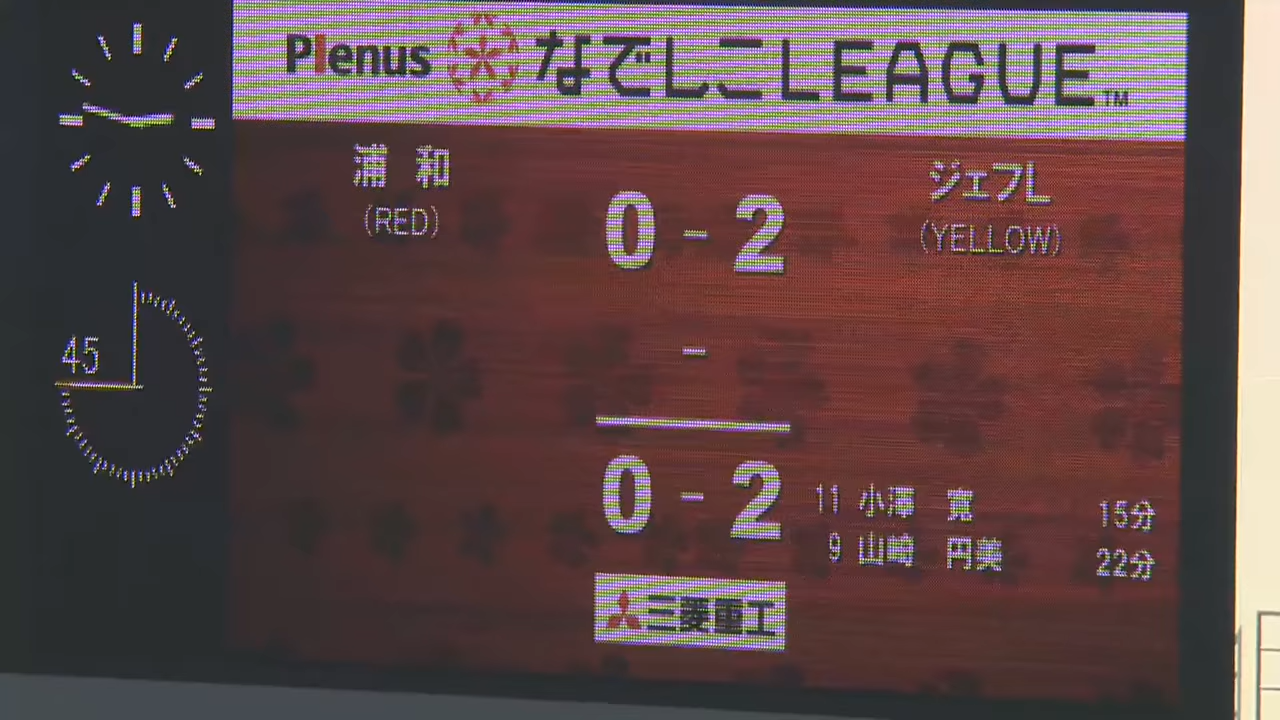 Plenus なでしこLEAGUE™
浦和 ジェフL
(RED) (YELLOW)
0 - 2
-
45
0 - 2
11 小澤 寛 15分
9 山崎 円美 22分
三菱重工